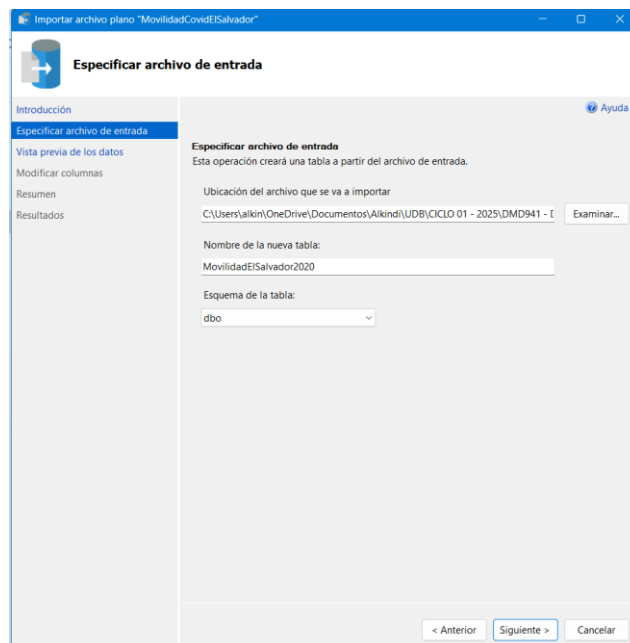 Importar archivo plano "MovilidadCovidElSalvador"
Especificar archivo de entrada
Introducción
Especificar archivo de entrada
Vista previa de los datos
Modificar columnas
Resumen
Resultados
Ayuda
Especificar archivo de entrada
Esta operación creará una tabla a partir del archivo de entrada.
Ubicación del archivo que se va a importar
C:\Users\alkin\OneDrive\Documentos\Alkindi\UDB\CICLO 01 - 2025\DMD941 - D
Examinar...
Nombre de la nueva tabla:
MovilidadElSalvador2020
Esquema de la tabla:
dbo
< Anterior
Siguiente >
Cancelar